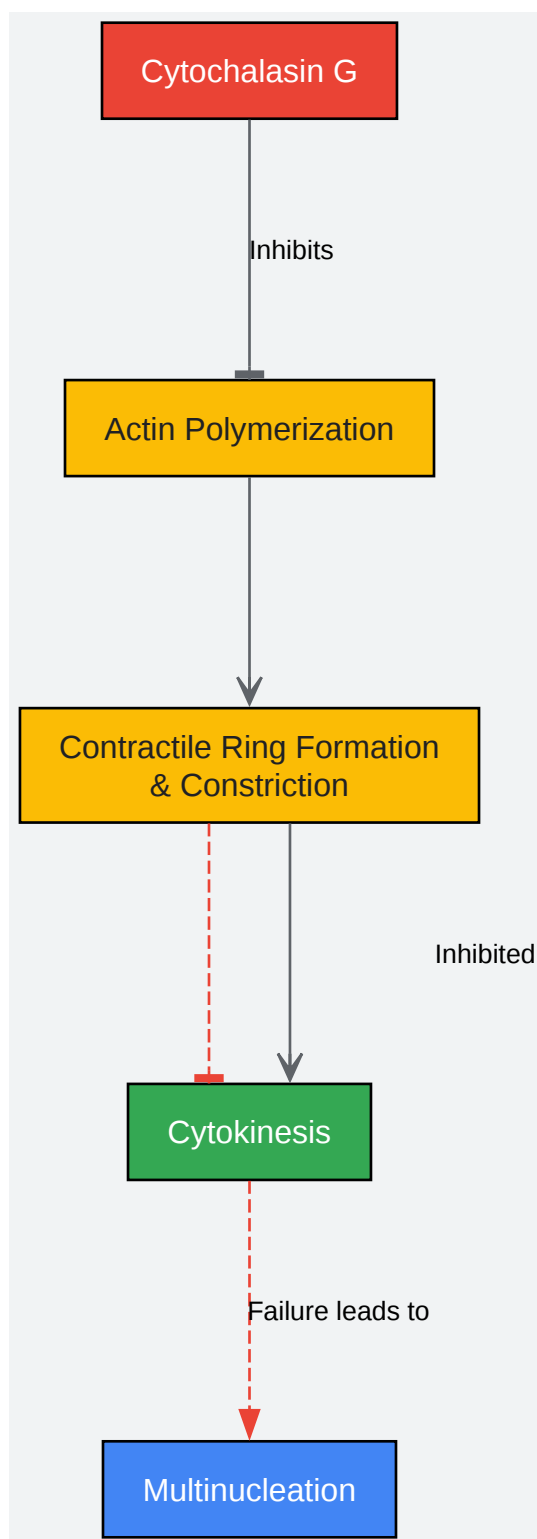 Cytochalasin G
Inhibits
Actin Polymerization
Contractile Ring Formation
& Constriction
Inhibited
Cytokinesis
Failure leads to
Multinucleation